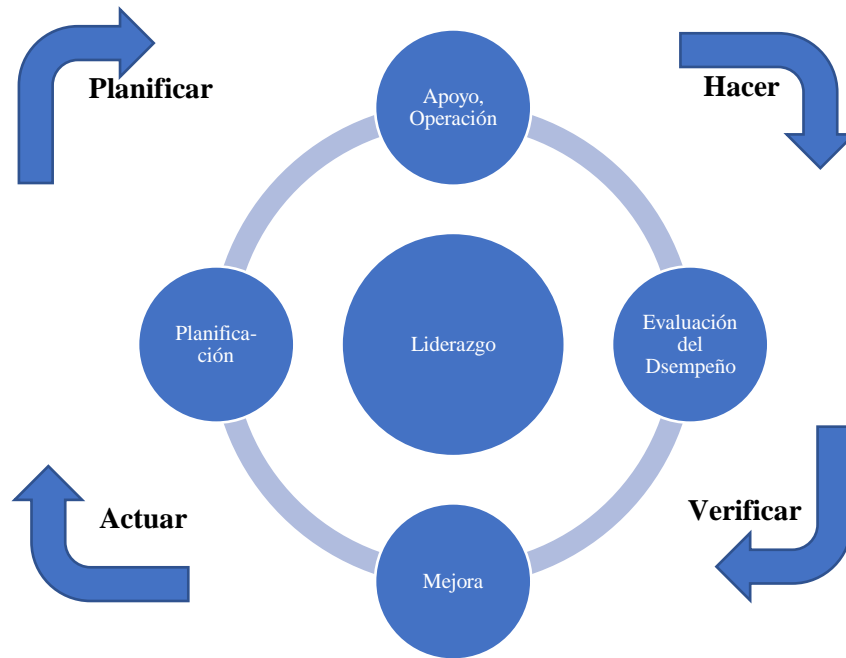 Planificar
Hacer
Apoyo,
Operación
Planifica-
ción
Liderazgo
Evaluación
del
Dsempeño
Actuar
Verificar
Mejora